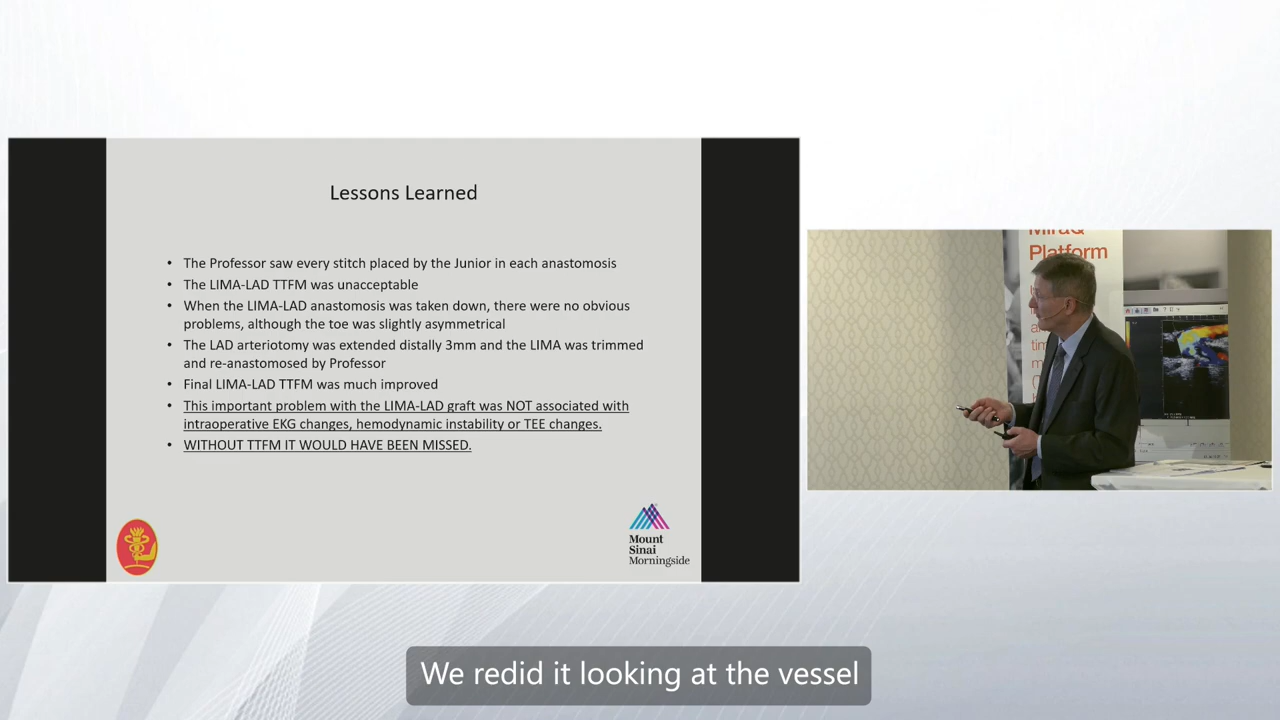 Lessons Learned
• The Professor saw every stitch placed by the Junior in each anastomosis
• The LIMA-LAD TTFM was unacceptable
• When the LIMA-LAD anastomosis was taken down, there were no obvious
problems, although the toe was slightly asymmetrical
• The LAD arteriotomy was extended distally 3mm and the LIMA was trimmed
and re-anastomosed by Professor
• Final LIMA-LAD TTFM was much improved
• This important problem with the LIMA-LAD graft was NOT associated with
intraoperative EKG changes, hemodynamic instability or TEE changes.
• WITHOUT TTFM IT WOULD HAVE BEEN MISSED.
Mount
Sinai
Morningside
MiraQ
Platform
We redid it looking at the vessel